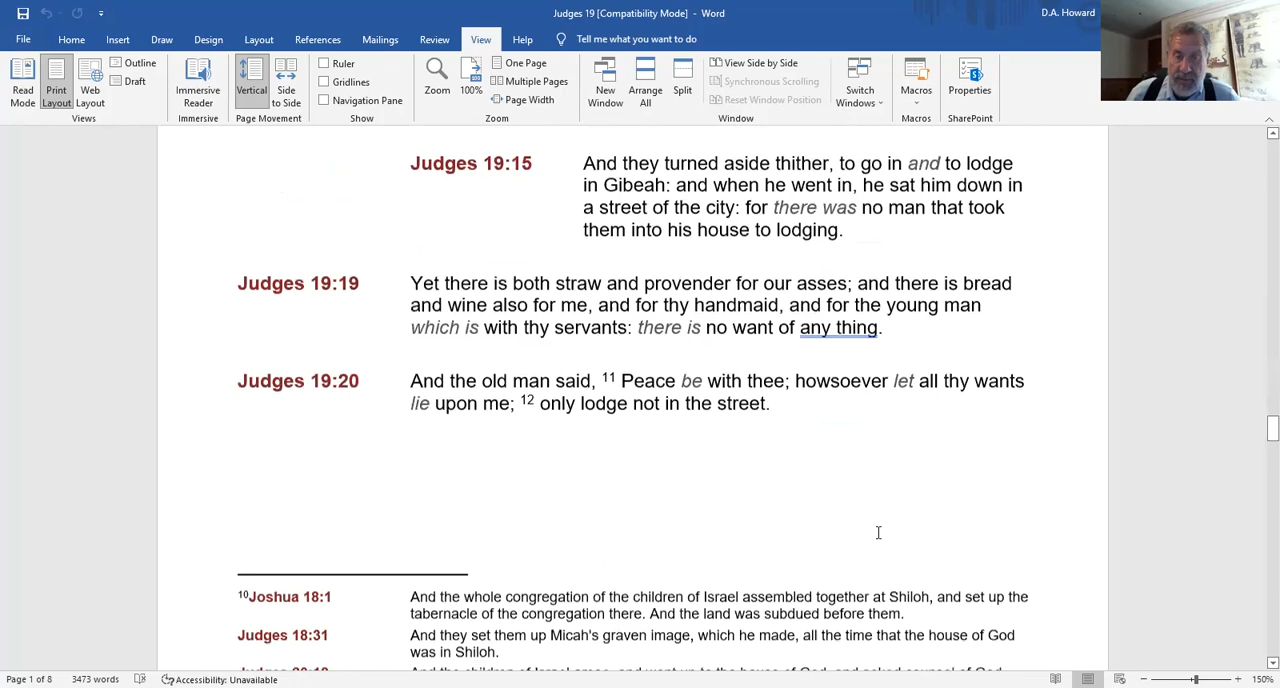 Judges 19 [Compatibility Mode] - Word
D.A. Howard
File Home Insert Draw Design Layout References Mailings Review View Help Tell me what you want to do
Read Mode
Print Layout
Web Layout
Outline
Draft
Views
Immersive Reader
Immersive
Vertical
Side to Side
Page Movement
Ruler
Gridlines
Navigation Pane
Show
Zoom
100%
One Page
Multiple Pages
Page Width
Zoom
New Window
Arrange All
Split
View Side by Side
Synchronous Scrolling
Reset Window Position
Switch Windows
Window
Macros
Macros
Properties
SharePoint
Judges 19:15 And they turned aside thither, to go in and to lodge
in Gibeah: and when he went in, he sat him down in
a street of the city: for there was no man that took
them into his house to lodging.
Judges 19:19 Yet there is both straw and provender for our asses; and there is bread
and wine also for me, and for thy handmaid, and for the young man
which is with thy servants: there is no want of any thing.
Judges 19:20 And the old man said, 11 Peace be with thee; howsoever let all thy wants
lie upon me; 12 only lodge not in the street.
10Joshua 18:1 And the whole congregation of the children of Israel assembled together at Shiloh, and set up the
tabernacle of the congregation there. And the land was subdued before them.
Judges 18:31 And they set them up Micah's graven image, which he made, all the time that the house of God
was in Shiloh.
Page 1 of 8 3473 words Accessibility: Unavailable 150%